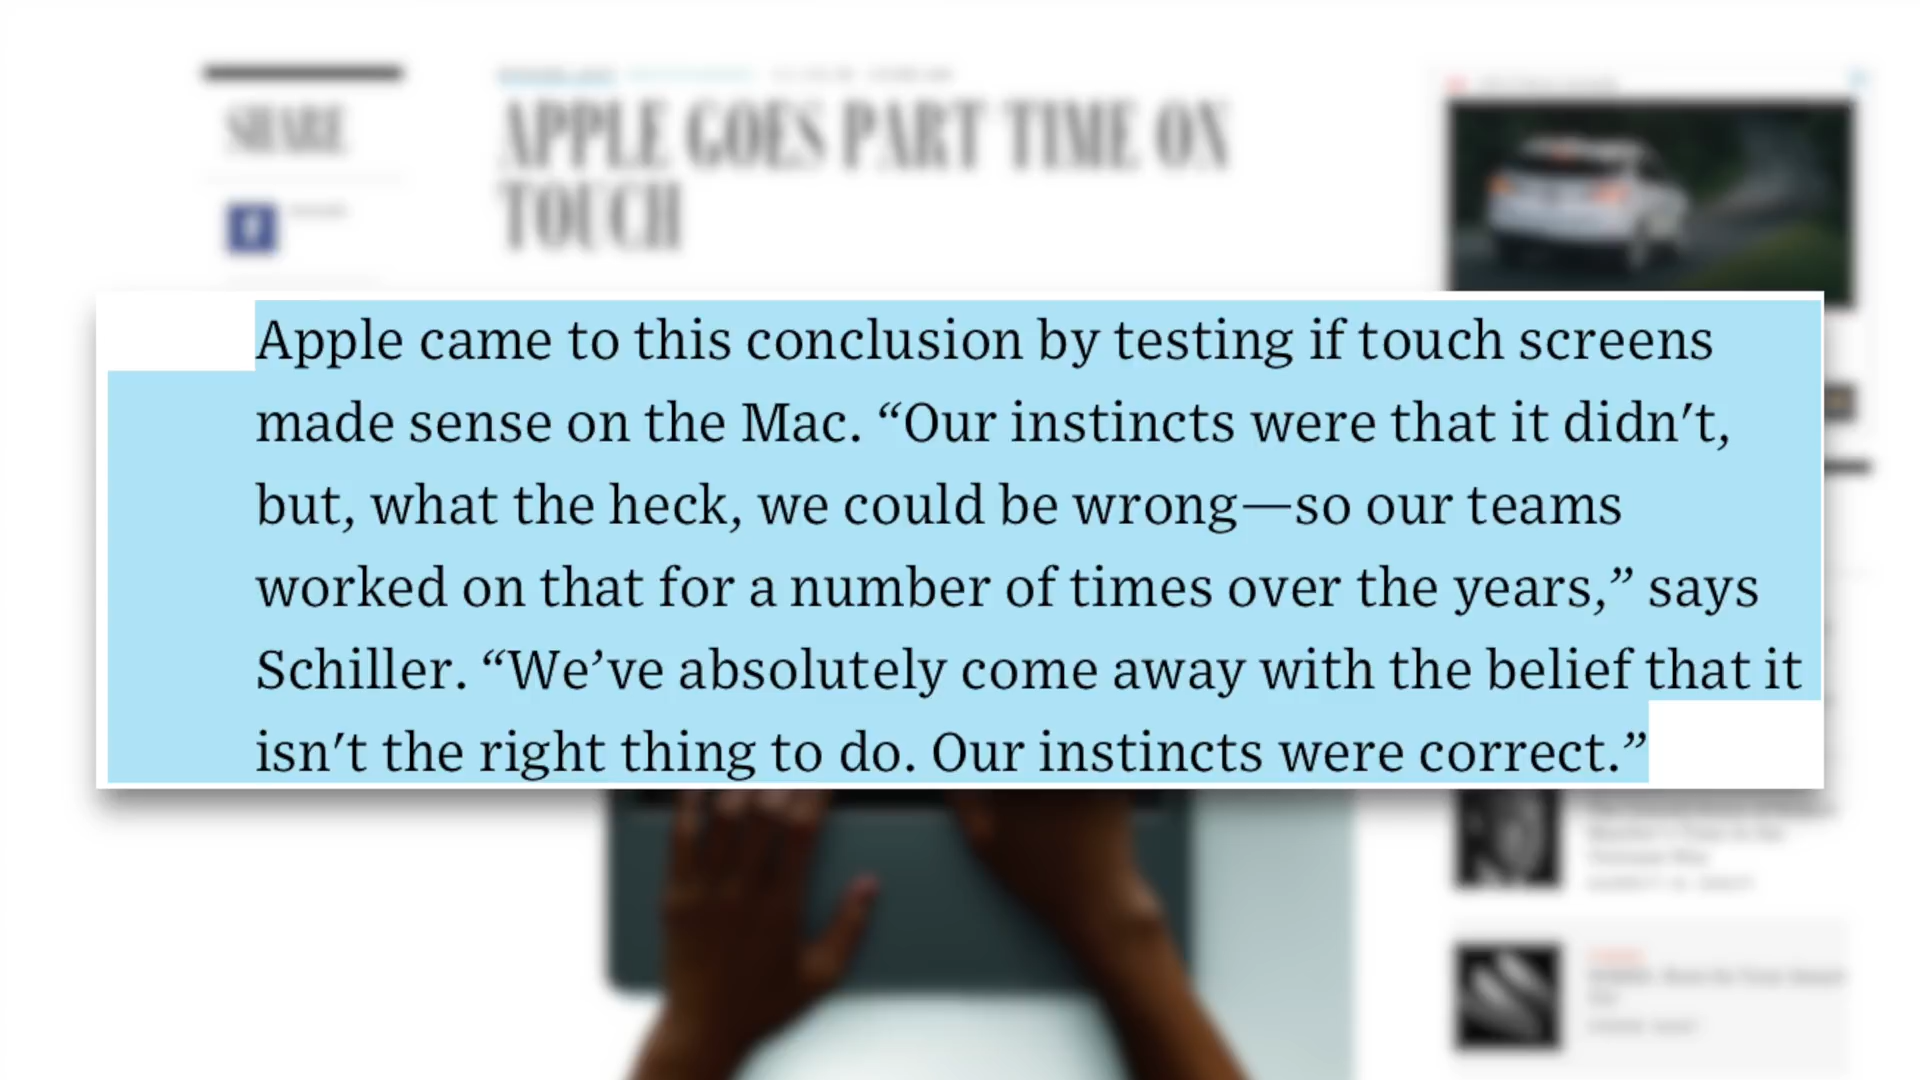 SHARE
APPLE GOES PART TIME ON
TOUCH
Apple came to this conclusion by testing if touch screens
made sense on the Mac. “Our instincts were that it didn't,
but, what the heck, we could be wrong—so our teams
worked on that for a number of times over the years,” says
Schiller. “We’ve absolutely come away with the belief that it
isn't the right thing to do. Our instincts were correct.”